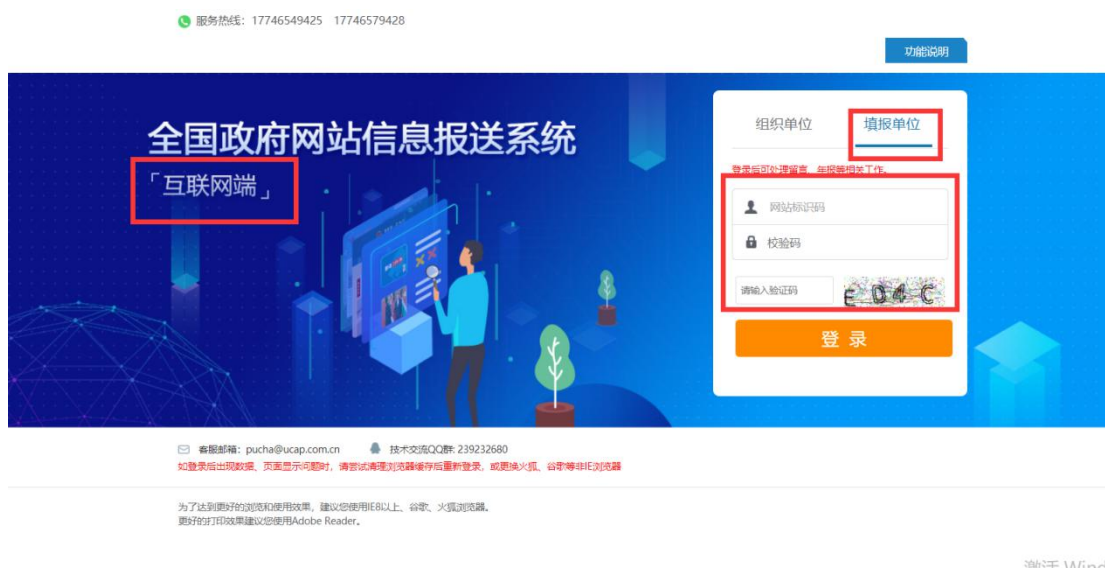 服务热线：17746549425 17746579428
功能说明
全国政府网站信息报送系统
「互联网端」
组织单位 填报单位
登录后可处理留言、年报等相关工作。
网站标识码
校验码
请输入验证码 E D4 C
登 录
客服邮箱：pucha@ucap.com.cn 技术交流QQ群: 239232680
如登录后出现数据、页面显示问题时，请尝试清理浏览器缓存后重新登录，或更换火狐、谷歌等非IE浏览器
为了达到更好的浏览和使用效果，建议您使用IE8以上、谷歌、火狐浏览器。
更好的打印效果建议您使用Adobe Reader。
激活 Wind